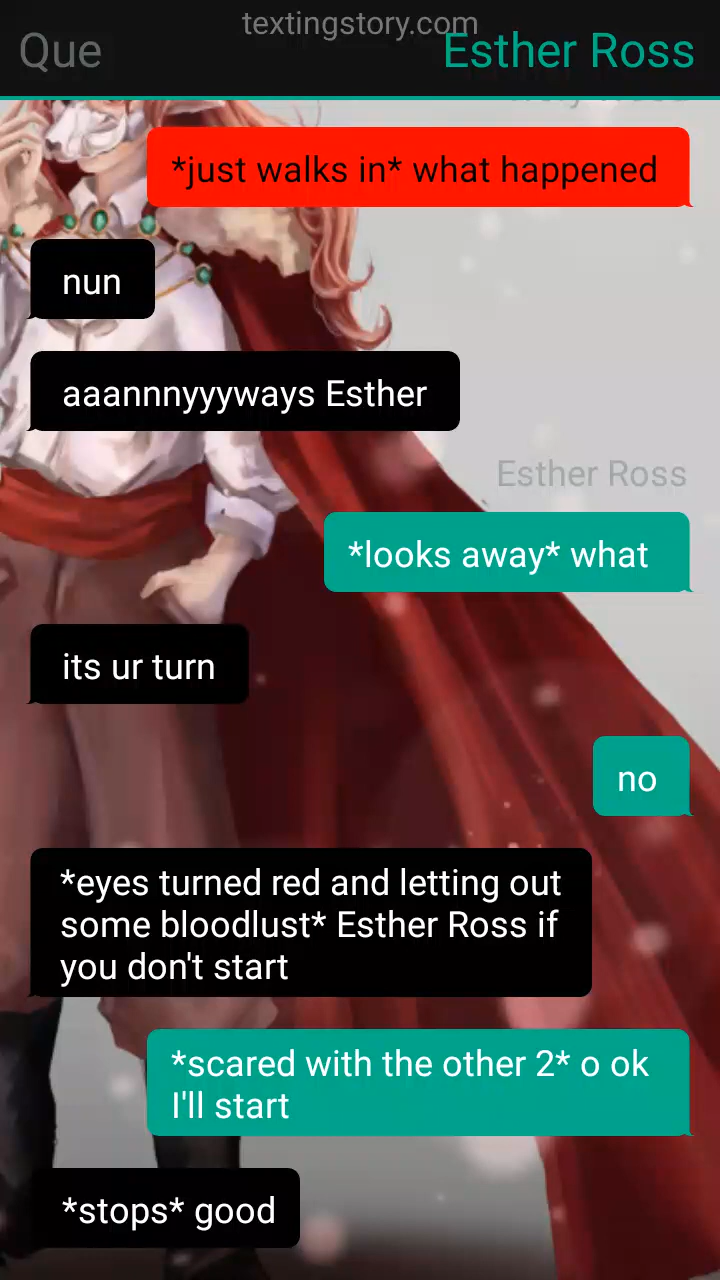 textingstory.com
Que
Esther Ross
*just walks in* what happened
nun
aaannnyyyways Esther
Esther Ross
*looks away* what
its ur turn
no
*eyes turned red and letting out
some bloodlust* Esther Ross if
you don't start
*scared with the other 2* o ok
I'll start
*stops* good